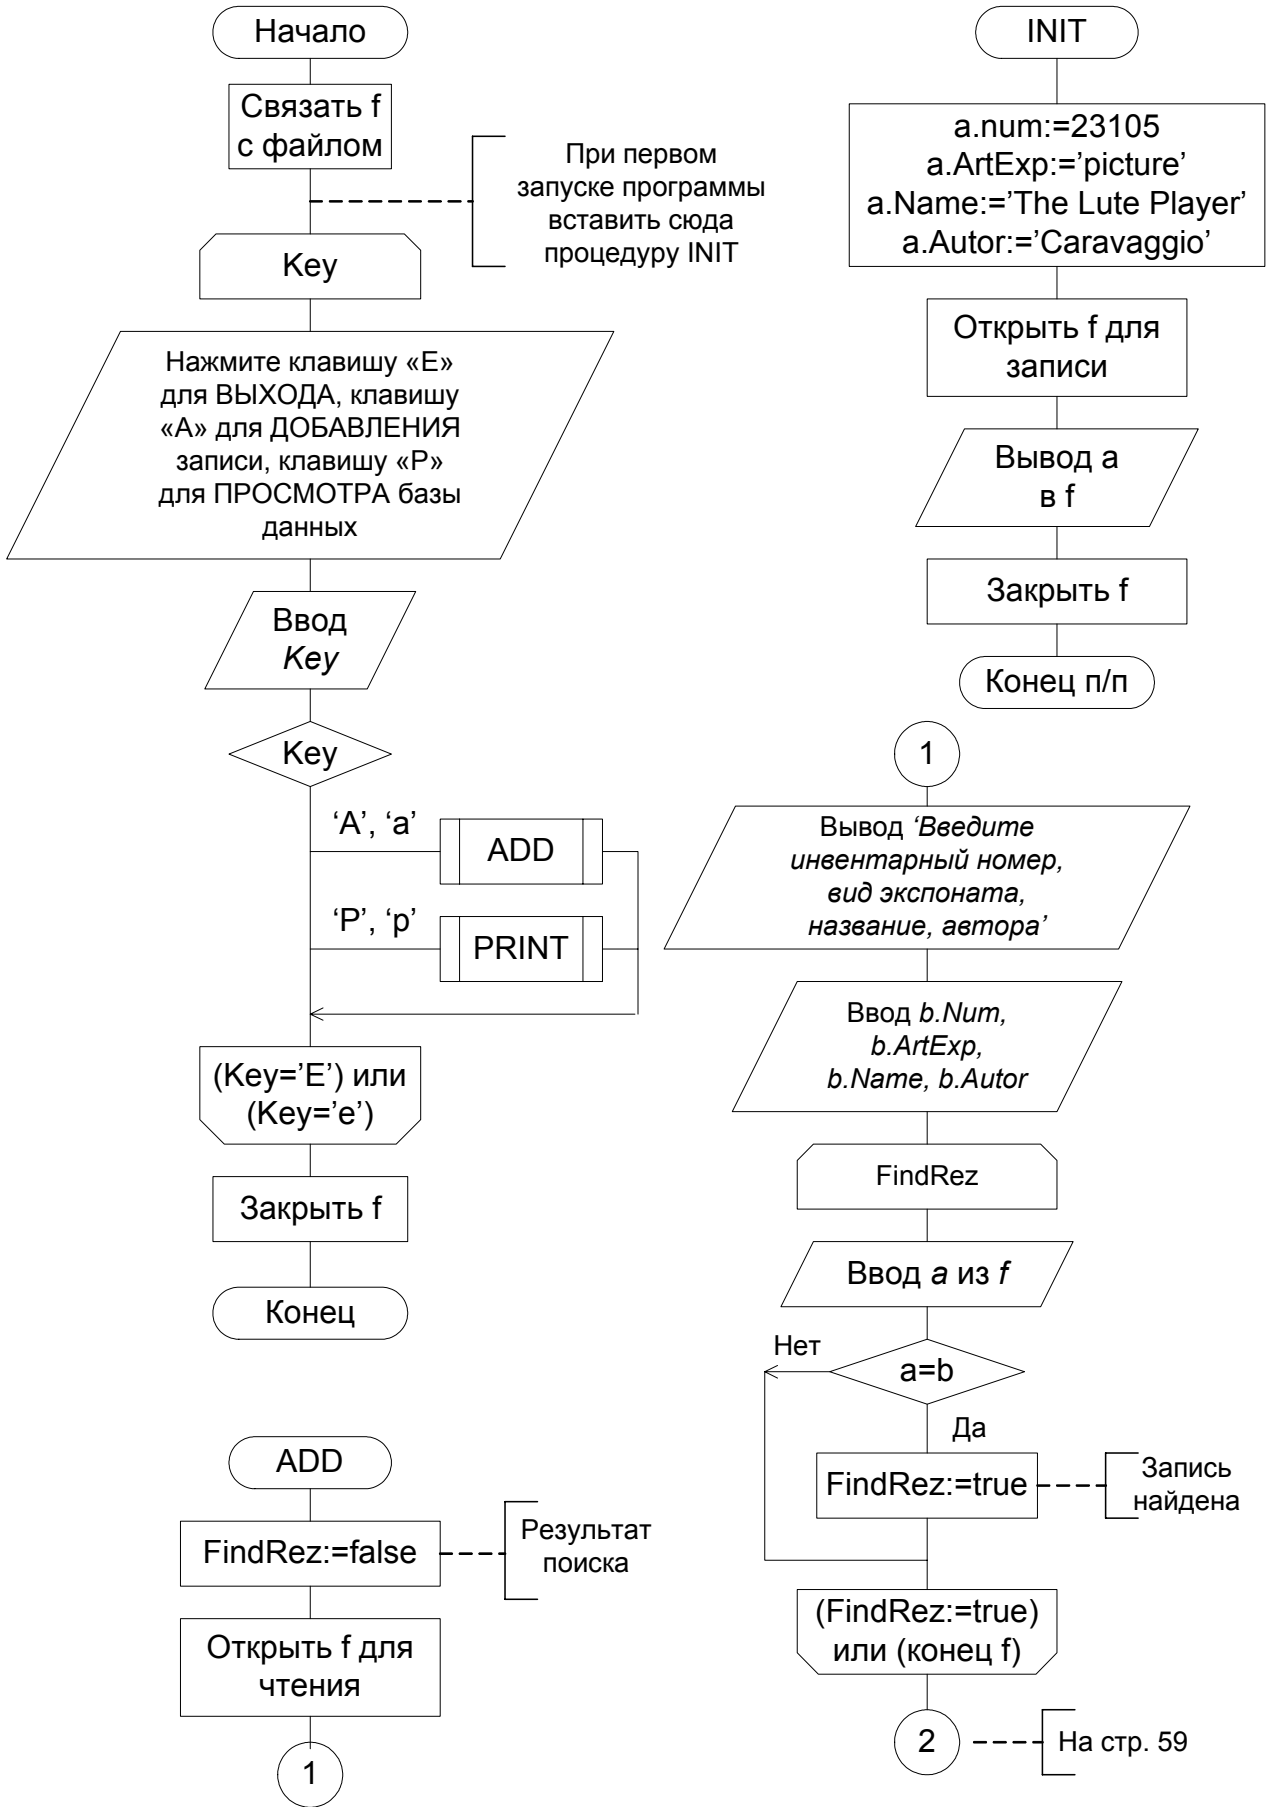 Начало
Связать f
с файлом
При первом
запуске программы
вставить сюда
процедуру INIT
Key
Нажмите клавишу «E»
для ВЫХОДА, клавишу
«А» для ДОБАВЛЕНИЯ
записи, клавишу «Р»
для ПРОСМОТРА базы
данных
Ввод
Key
Key
‘A’, ‘a’
ADD
‘P’, ‘p’
PRINT
(Key=’E’) или
(Key=’e’)
Закрыть f
Конец
ADD
FindRez:=false
Результат
поиска
Открыть f для
чтения
1
INIT
a.num:=23105
a.ArtExp:=’picture’
a.Name:=’The Lute Player’
a.Autor:=’Caravaggio’
Открыть f для
записи
Вывод a
в f
Закрыть f
Конец п/п
1
Вывод ‘Введите
инвентарный номер,
вид экспоната,
название, автора’
Ввод b.Num,
b.ArtExp,
b.Name, b.Autor
FindRez
Ввод a из f
Нет
a=b
Да
FindRez:=true
Запись
найдена
(FindRez:=true)
или (конец f)
2
На стр. 59